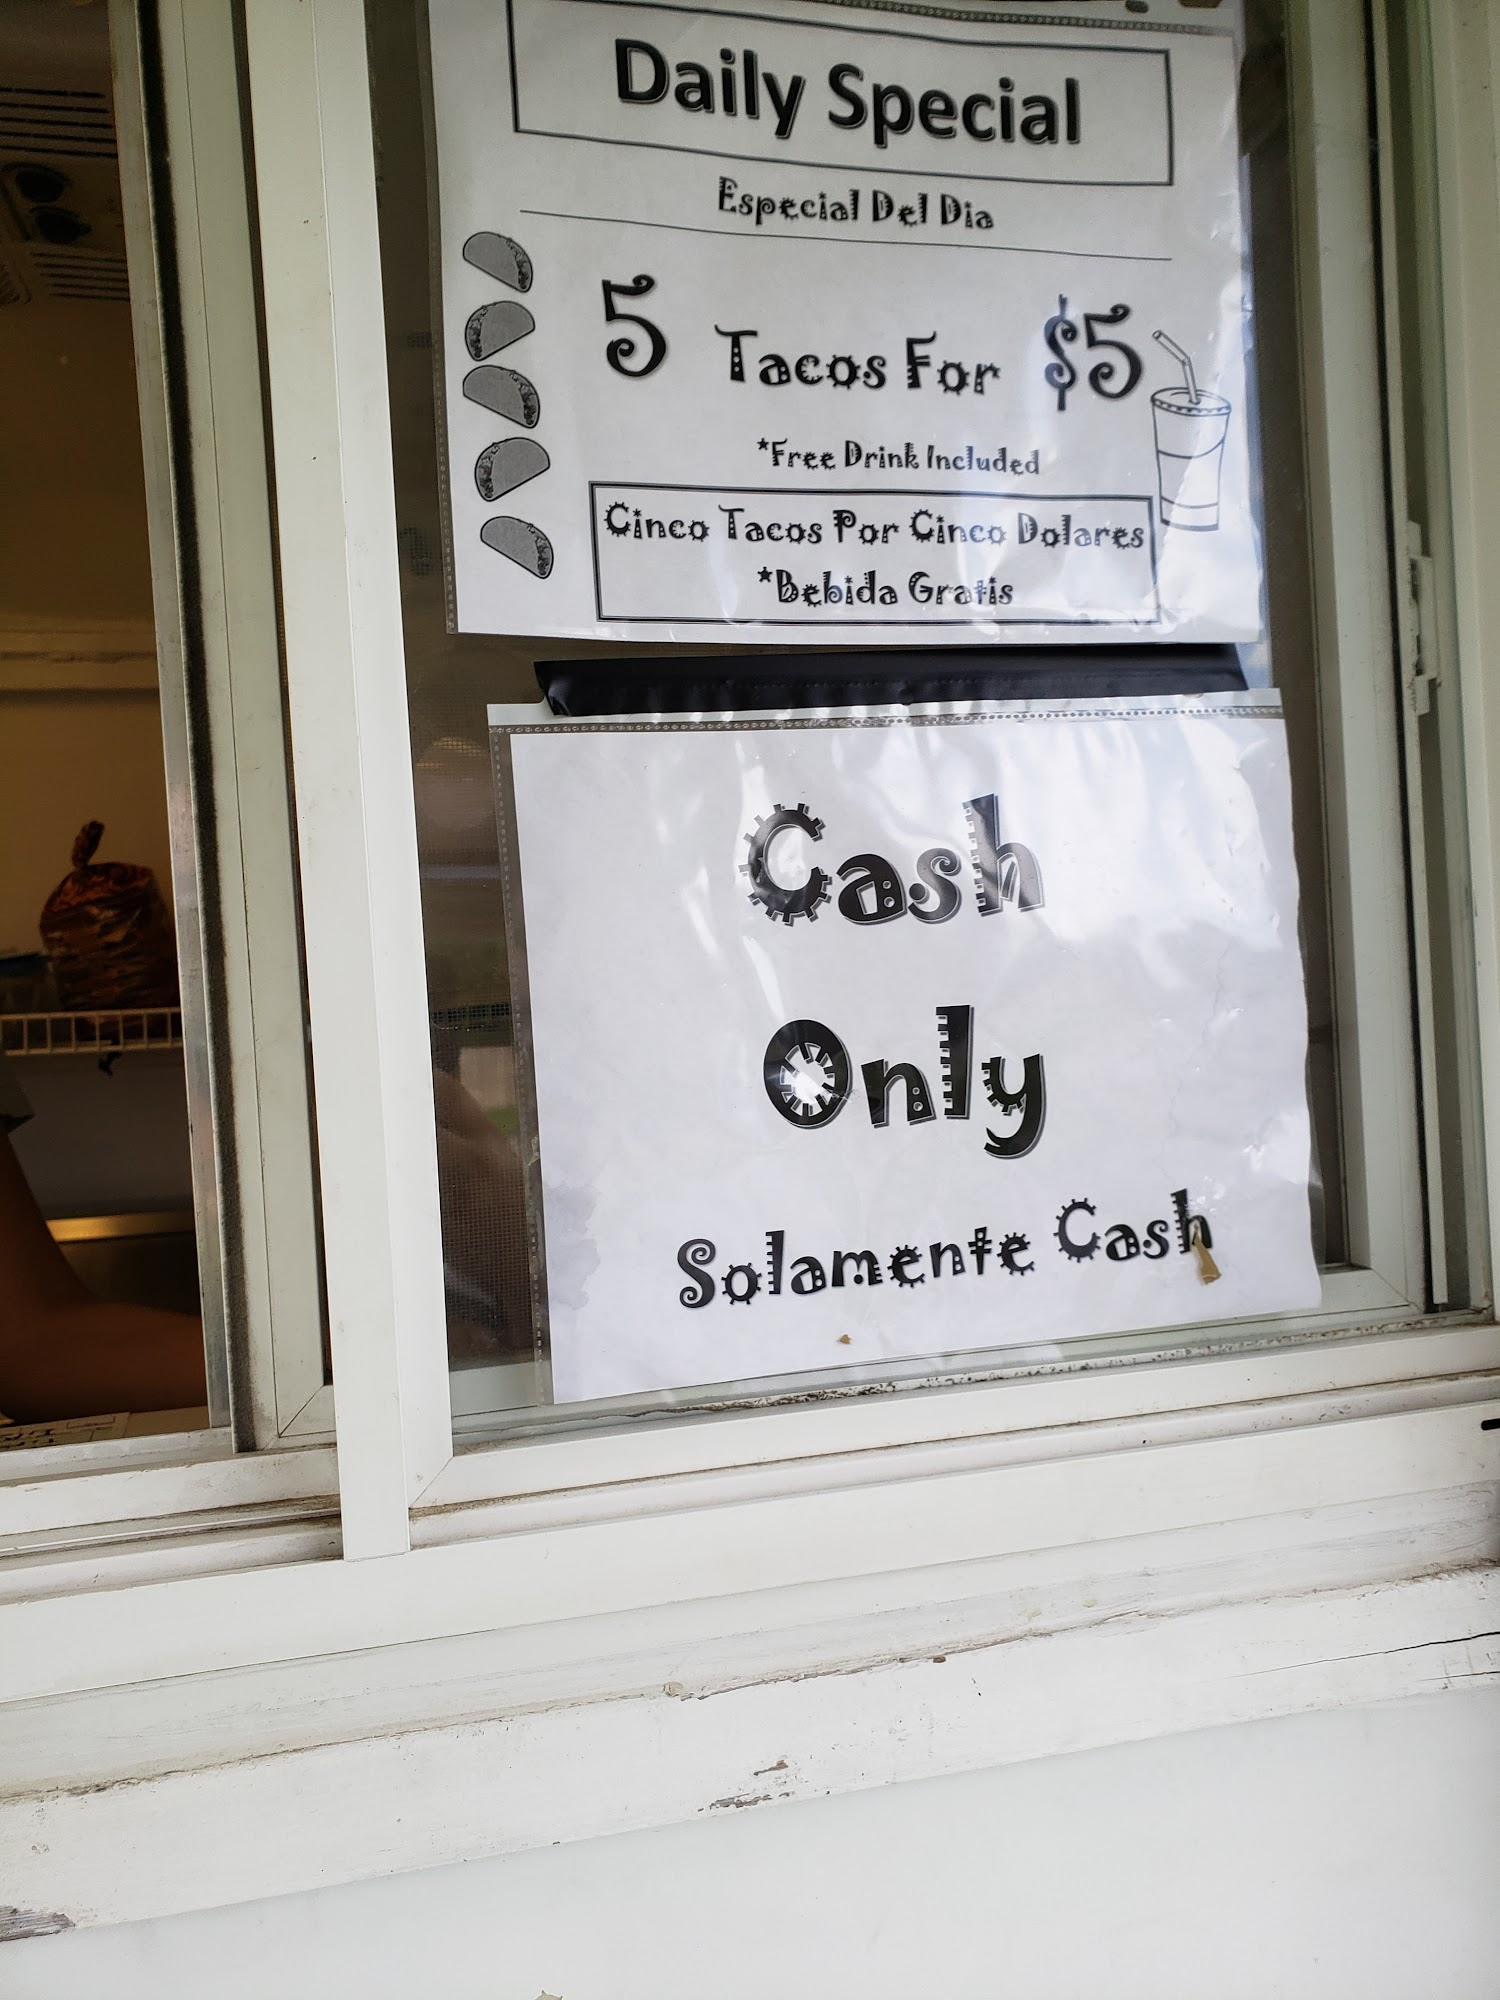 Daily Special
Especial Del Dia
5 Tacos For $5
*Free Drink Included
Cinco Tacos Por Cinco Dolares
*Bebida Gratis
Cash
Only
Solamente Cash